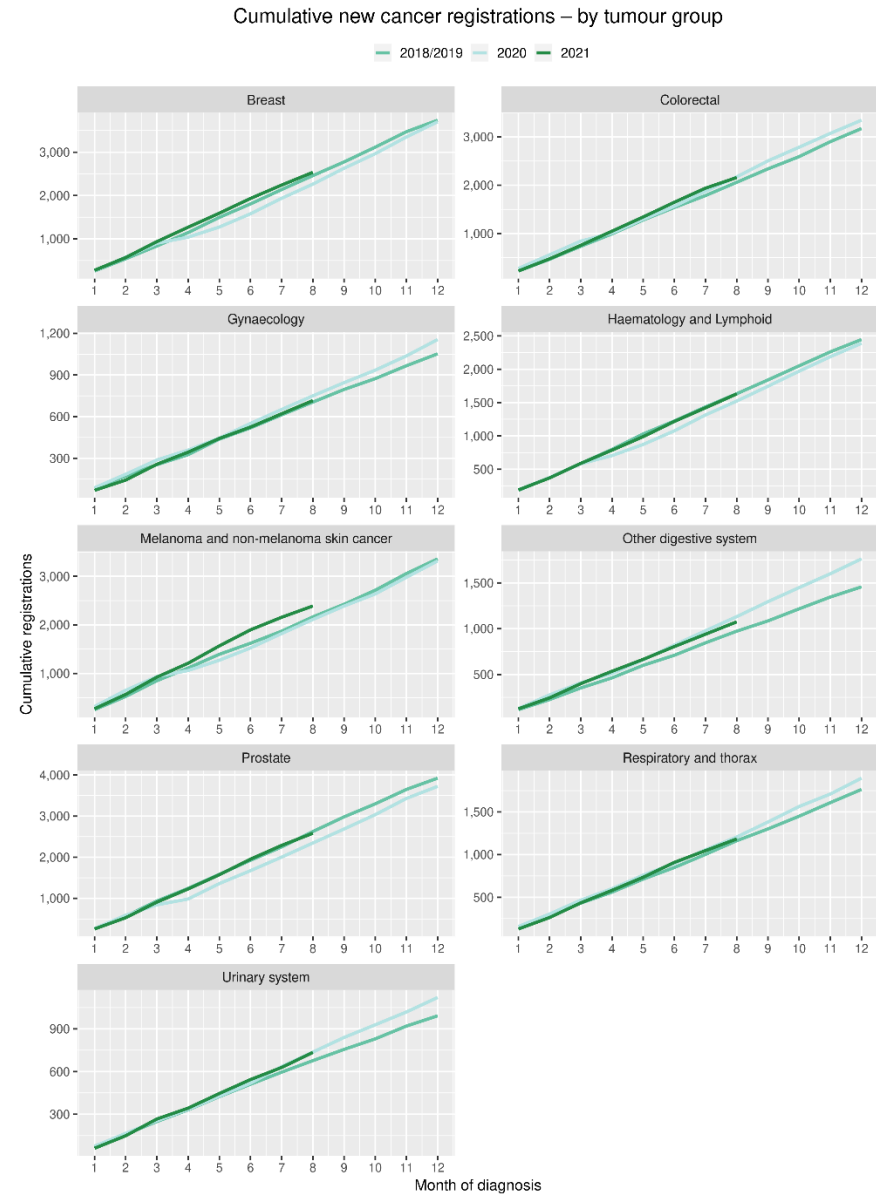 Cumulative new cancer registrations – by tumour group
2018/2019 2020 2021
Breast
3,000
2,000
1,000
1 2 3 4 5 6 7 8 9 10 11 12
Colorectal
3,000
2,000
1,000
1 2 3 4 5 6 7 8 9 10 11 12
Gynaecology
1,200
900
600
300
1 2 3 4 5 6 7 8 9 10 11 12
Haematology and Lymphoid
2,500
2,000
1,500
1,000
500
1 2 3 4 5 6 7 8 9 10 11 12
Melanoma and non-melanoma skin cancer
3,000
2,000
1,000
1 2 3 4 5 6 7 8 9 10 11 12
Other digestive system
1,500
1,000
500
1 2 3 4 5 6 7 8 9 10 11 12
Cumulative registrations
Prostate
4,000
3,000
2,000
1,000
1 2 3 4 5 6 7 8 9 10 11 12
Respiratory and thorax
1,500
1,000
500
1 2 3 4 5 6 7 8 9 10 11 12
Urinary system
900
600
300
1 2 3 4 5 6 7 8 9 10 11 12
Month of diagnosis